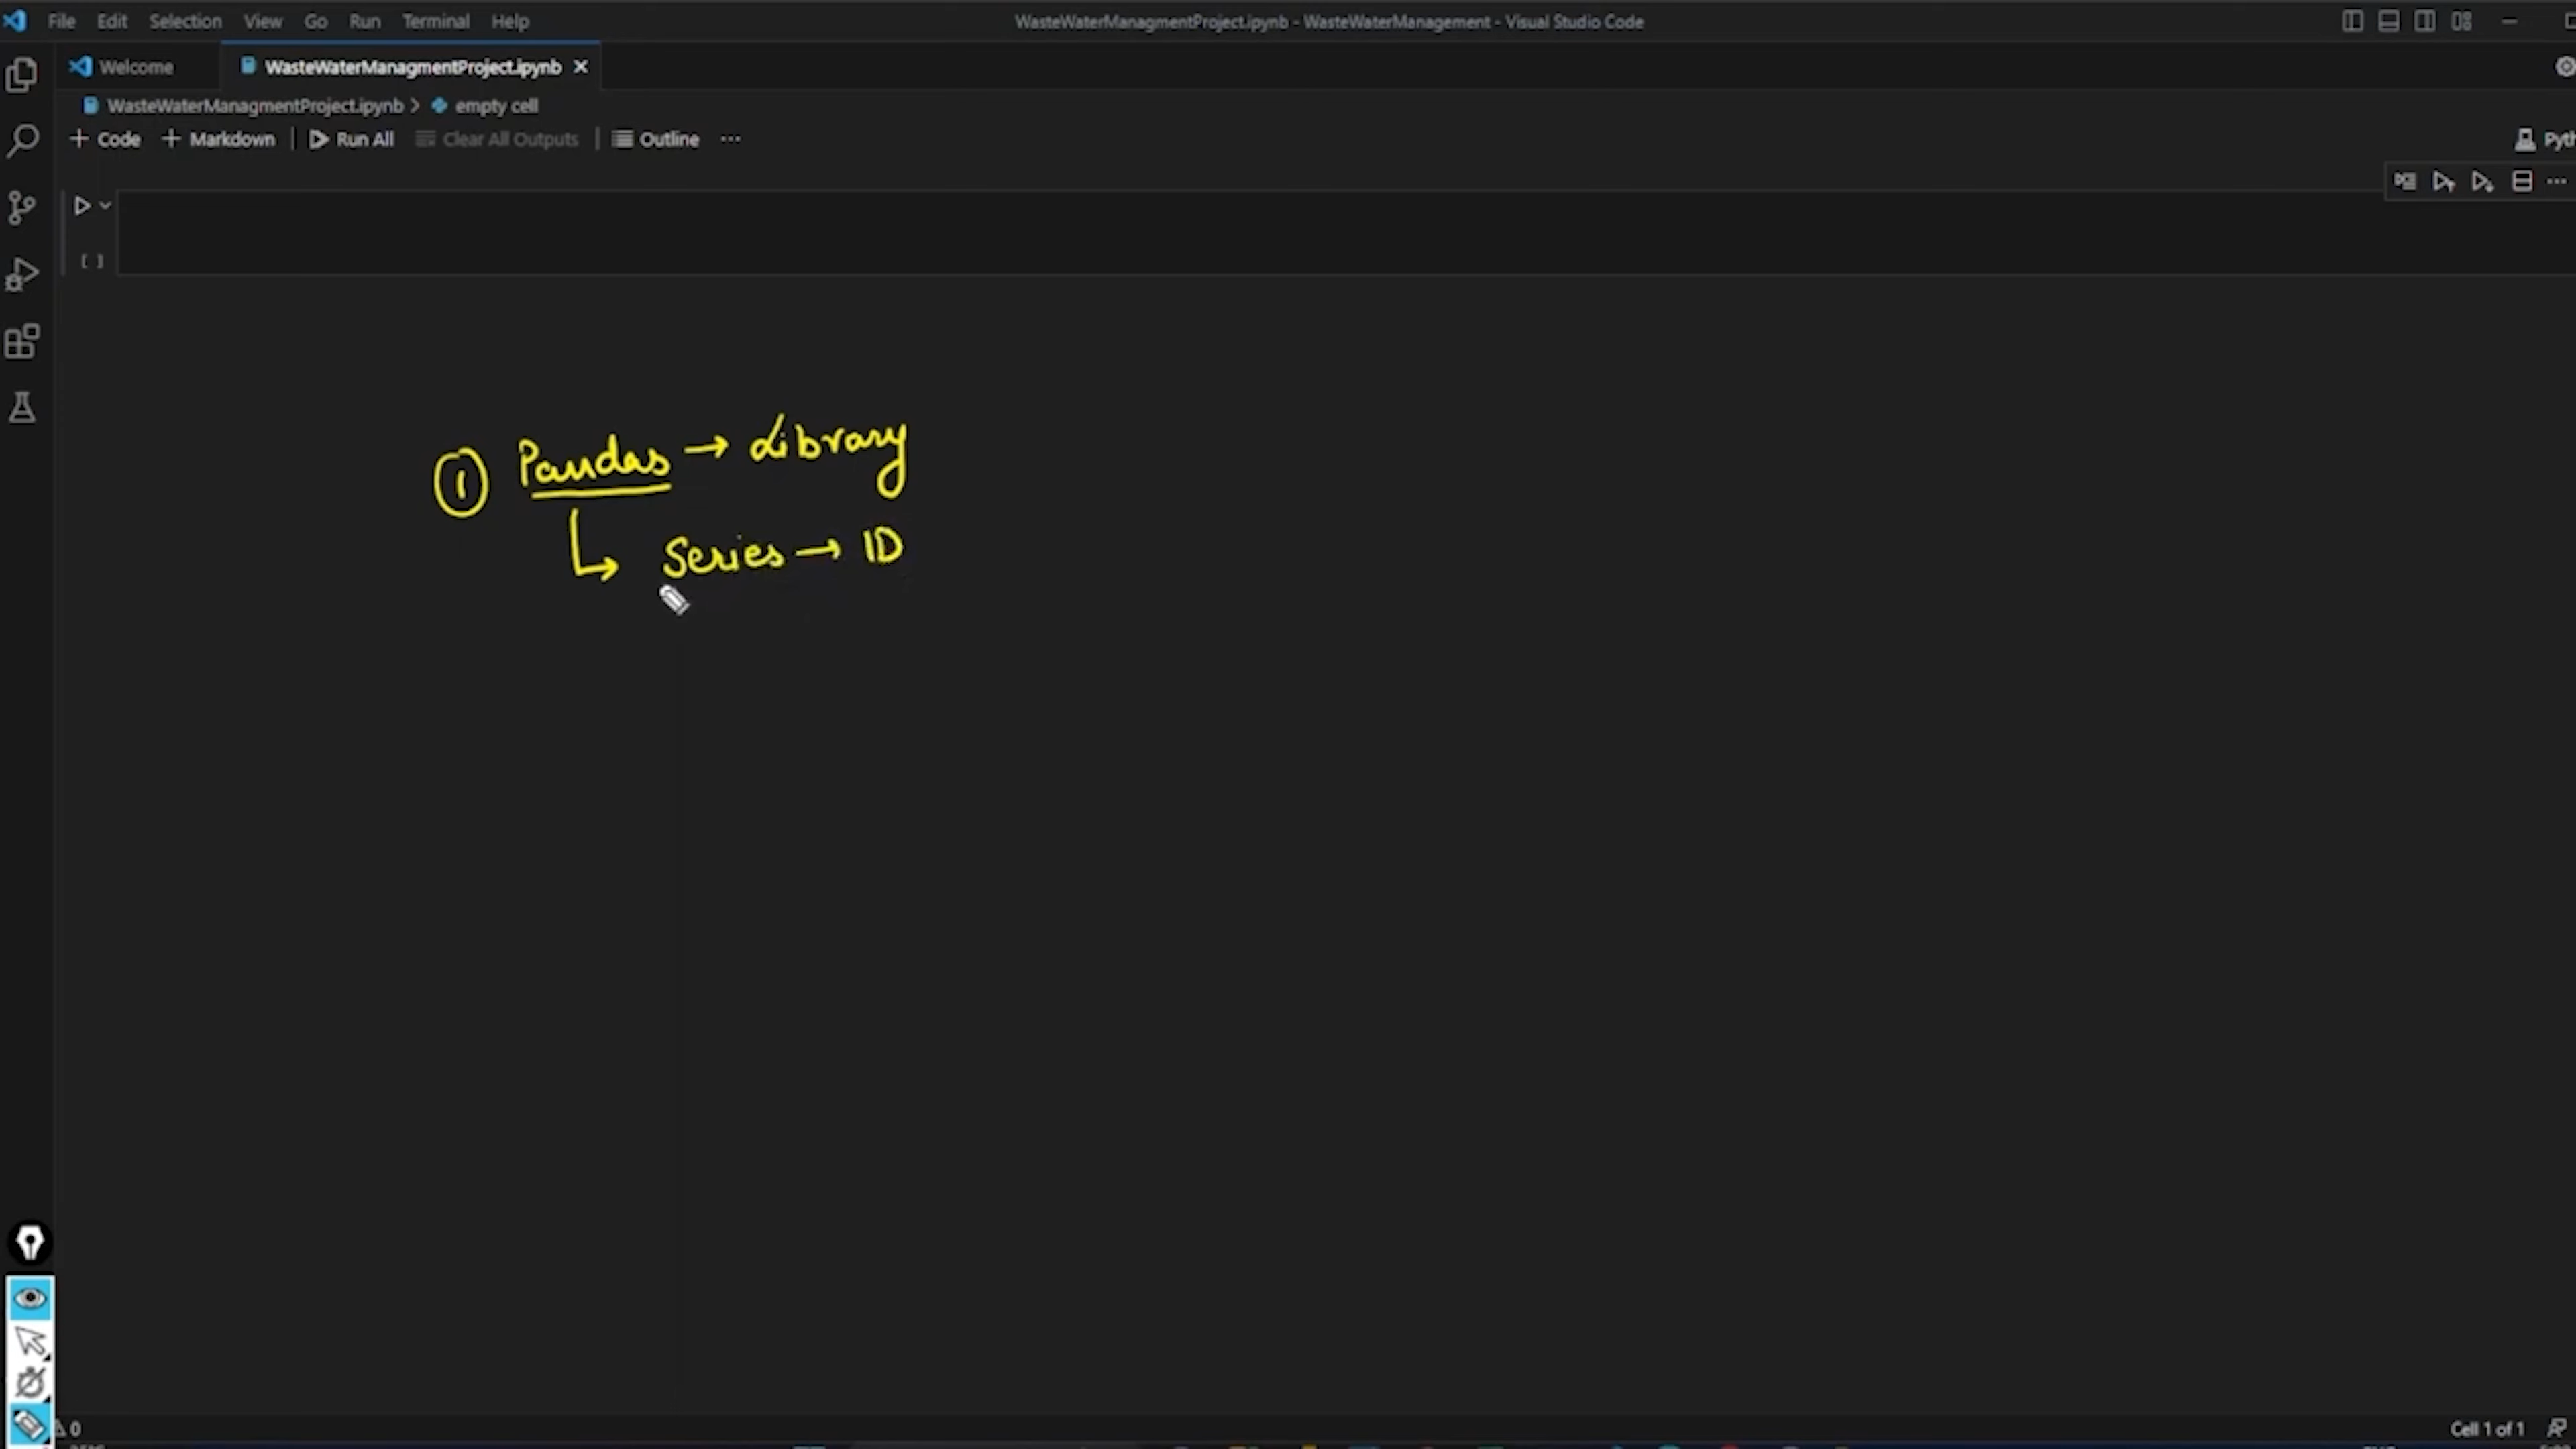 File Edit Selection View Go Run Terminal Help WasteWaterManagmentProject.ipynb - WasteWaterManagement - Visual Studio Code
Welcome WasteWaterManagmentProject.ipynb
WasteWaterManagmentProject.ipynb > empty cell
+ Code + Markdown | Run All Clear All Outputs | Outline ...
[ ]
① Pandas → Library
Series → 1D
0 Cell 1 of 1